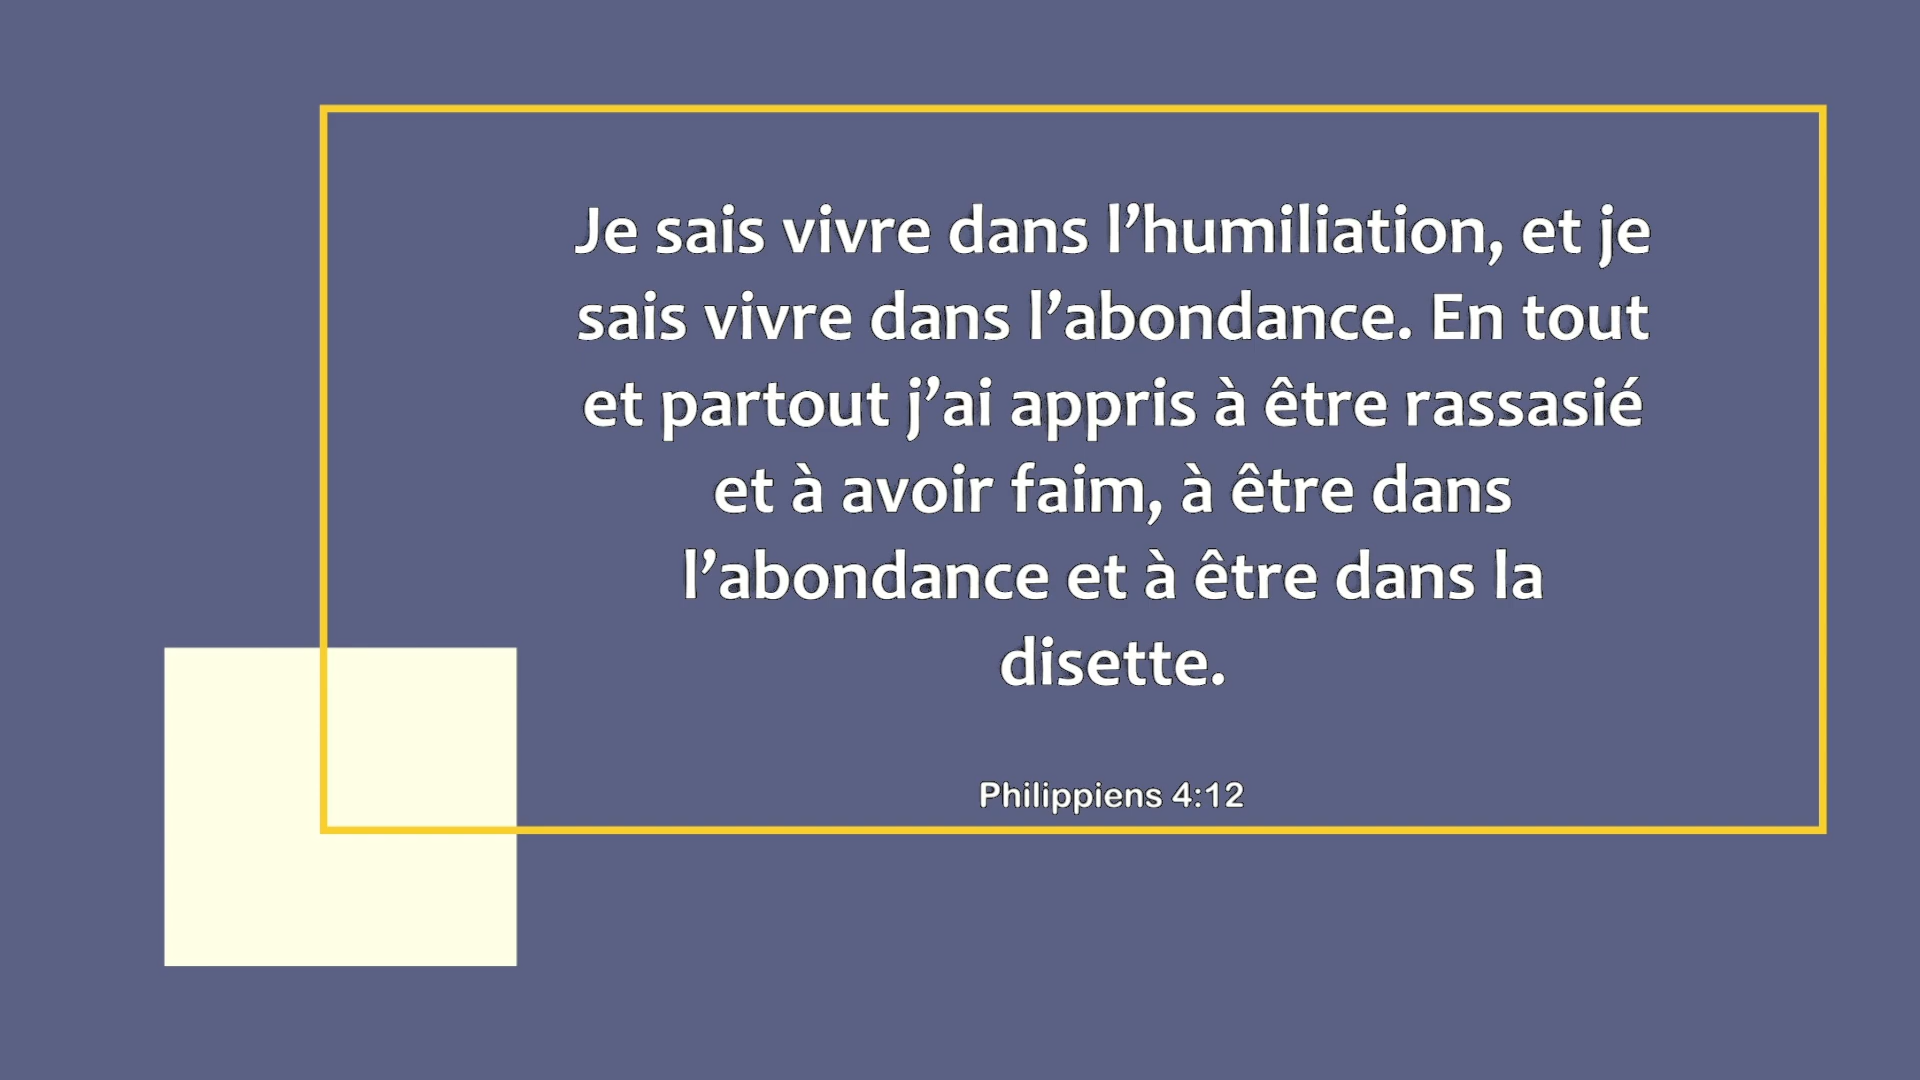 Je sais vivre dans l’humiliation, et je
sais vivre dans l’abondance. En tout
et partout j’ai appris à être rassasié
et à avoir faim, à être dans
l’abondance et à être dans la
disette.
Philippiens 4:12